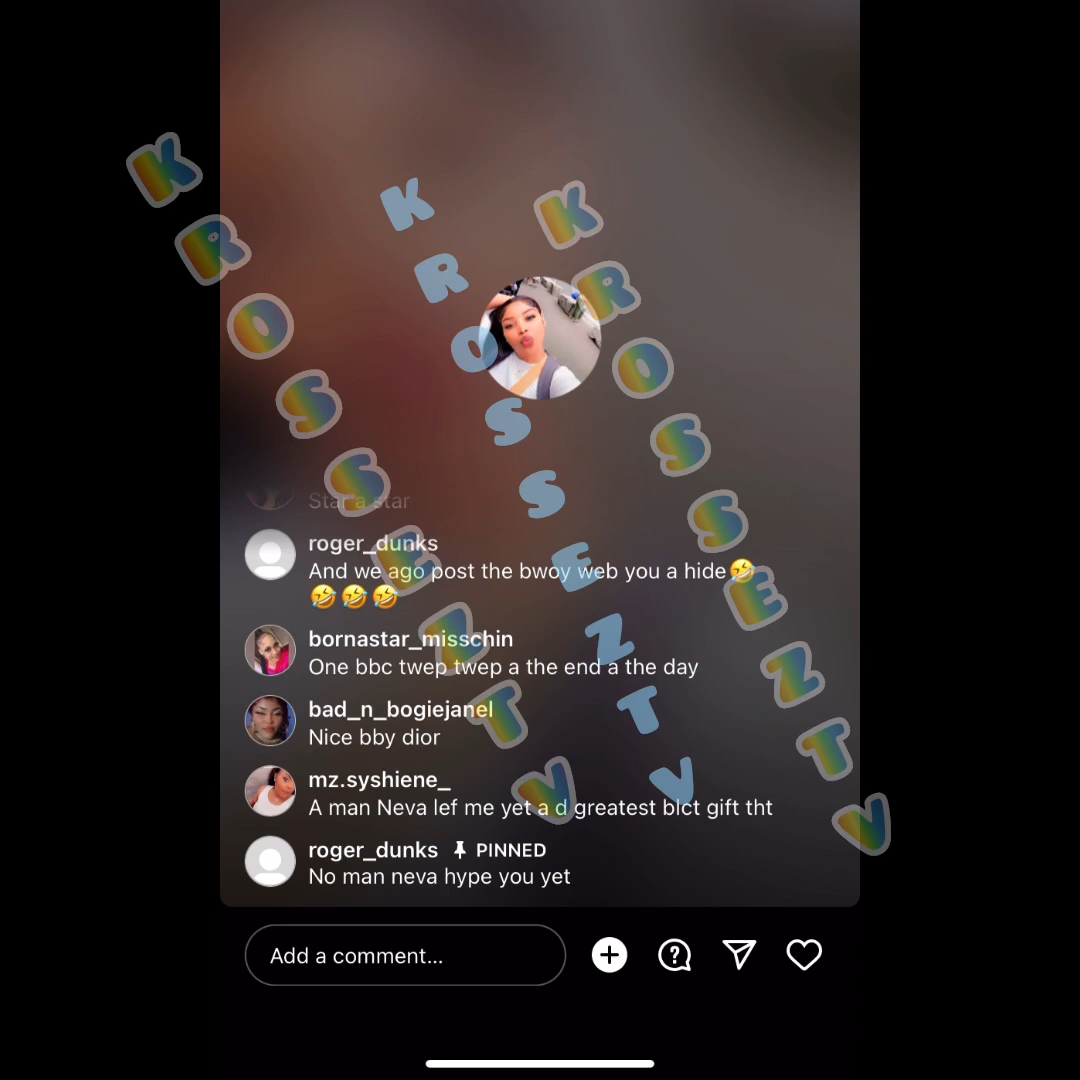 KROSSEZTV
KROSSEZTV
KROSSEZTV
Star a star
roger_dunks
And we ago post the bwoy web you a hide🤣
🤣🤣🤣
bornastar_misschin
One bbc twep twep a the end a the day
bad_n_bogiejanel
Nice bby dior
mz.syshiene_
A man Neva lef me yet a d greatest blct gift tht
roger_dunks PINNED
No man neva hype you yet
Add a comment...